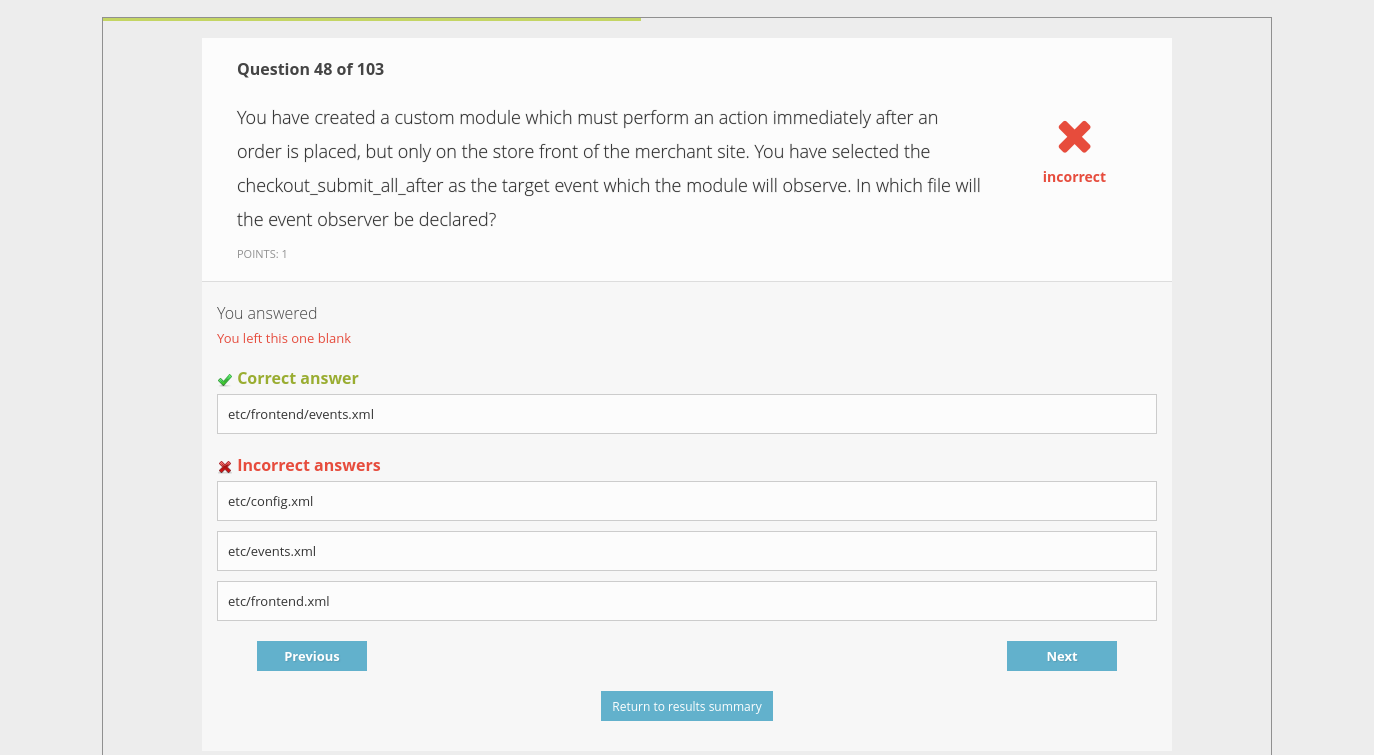 Question 48 of 103
You have created a custom module which must perform an action immediately after an
order is placed, but only on the store front of the merchant site. You have selected the
checkout_submit_all_after as the target event which the module will observe. In which file will
the event observer be declared?
incorrect
POINTS: 1
You answered
You left this one blank
Correct answer
etc/frontend/events.xml
Incorrect answers
etc/config.xml
etc/events.xml
etc/frontend.xml
Previous
Next
Return to results summary